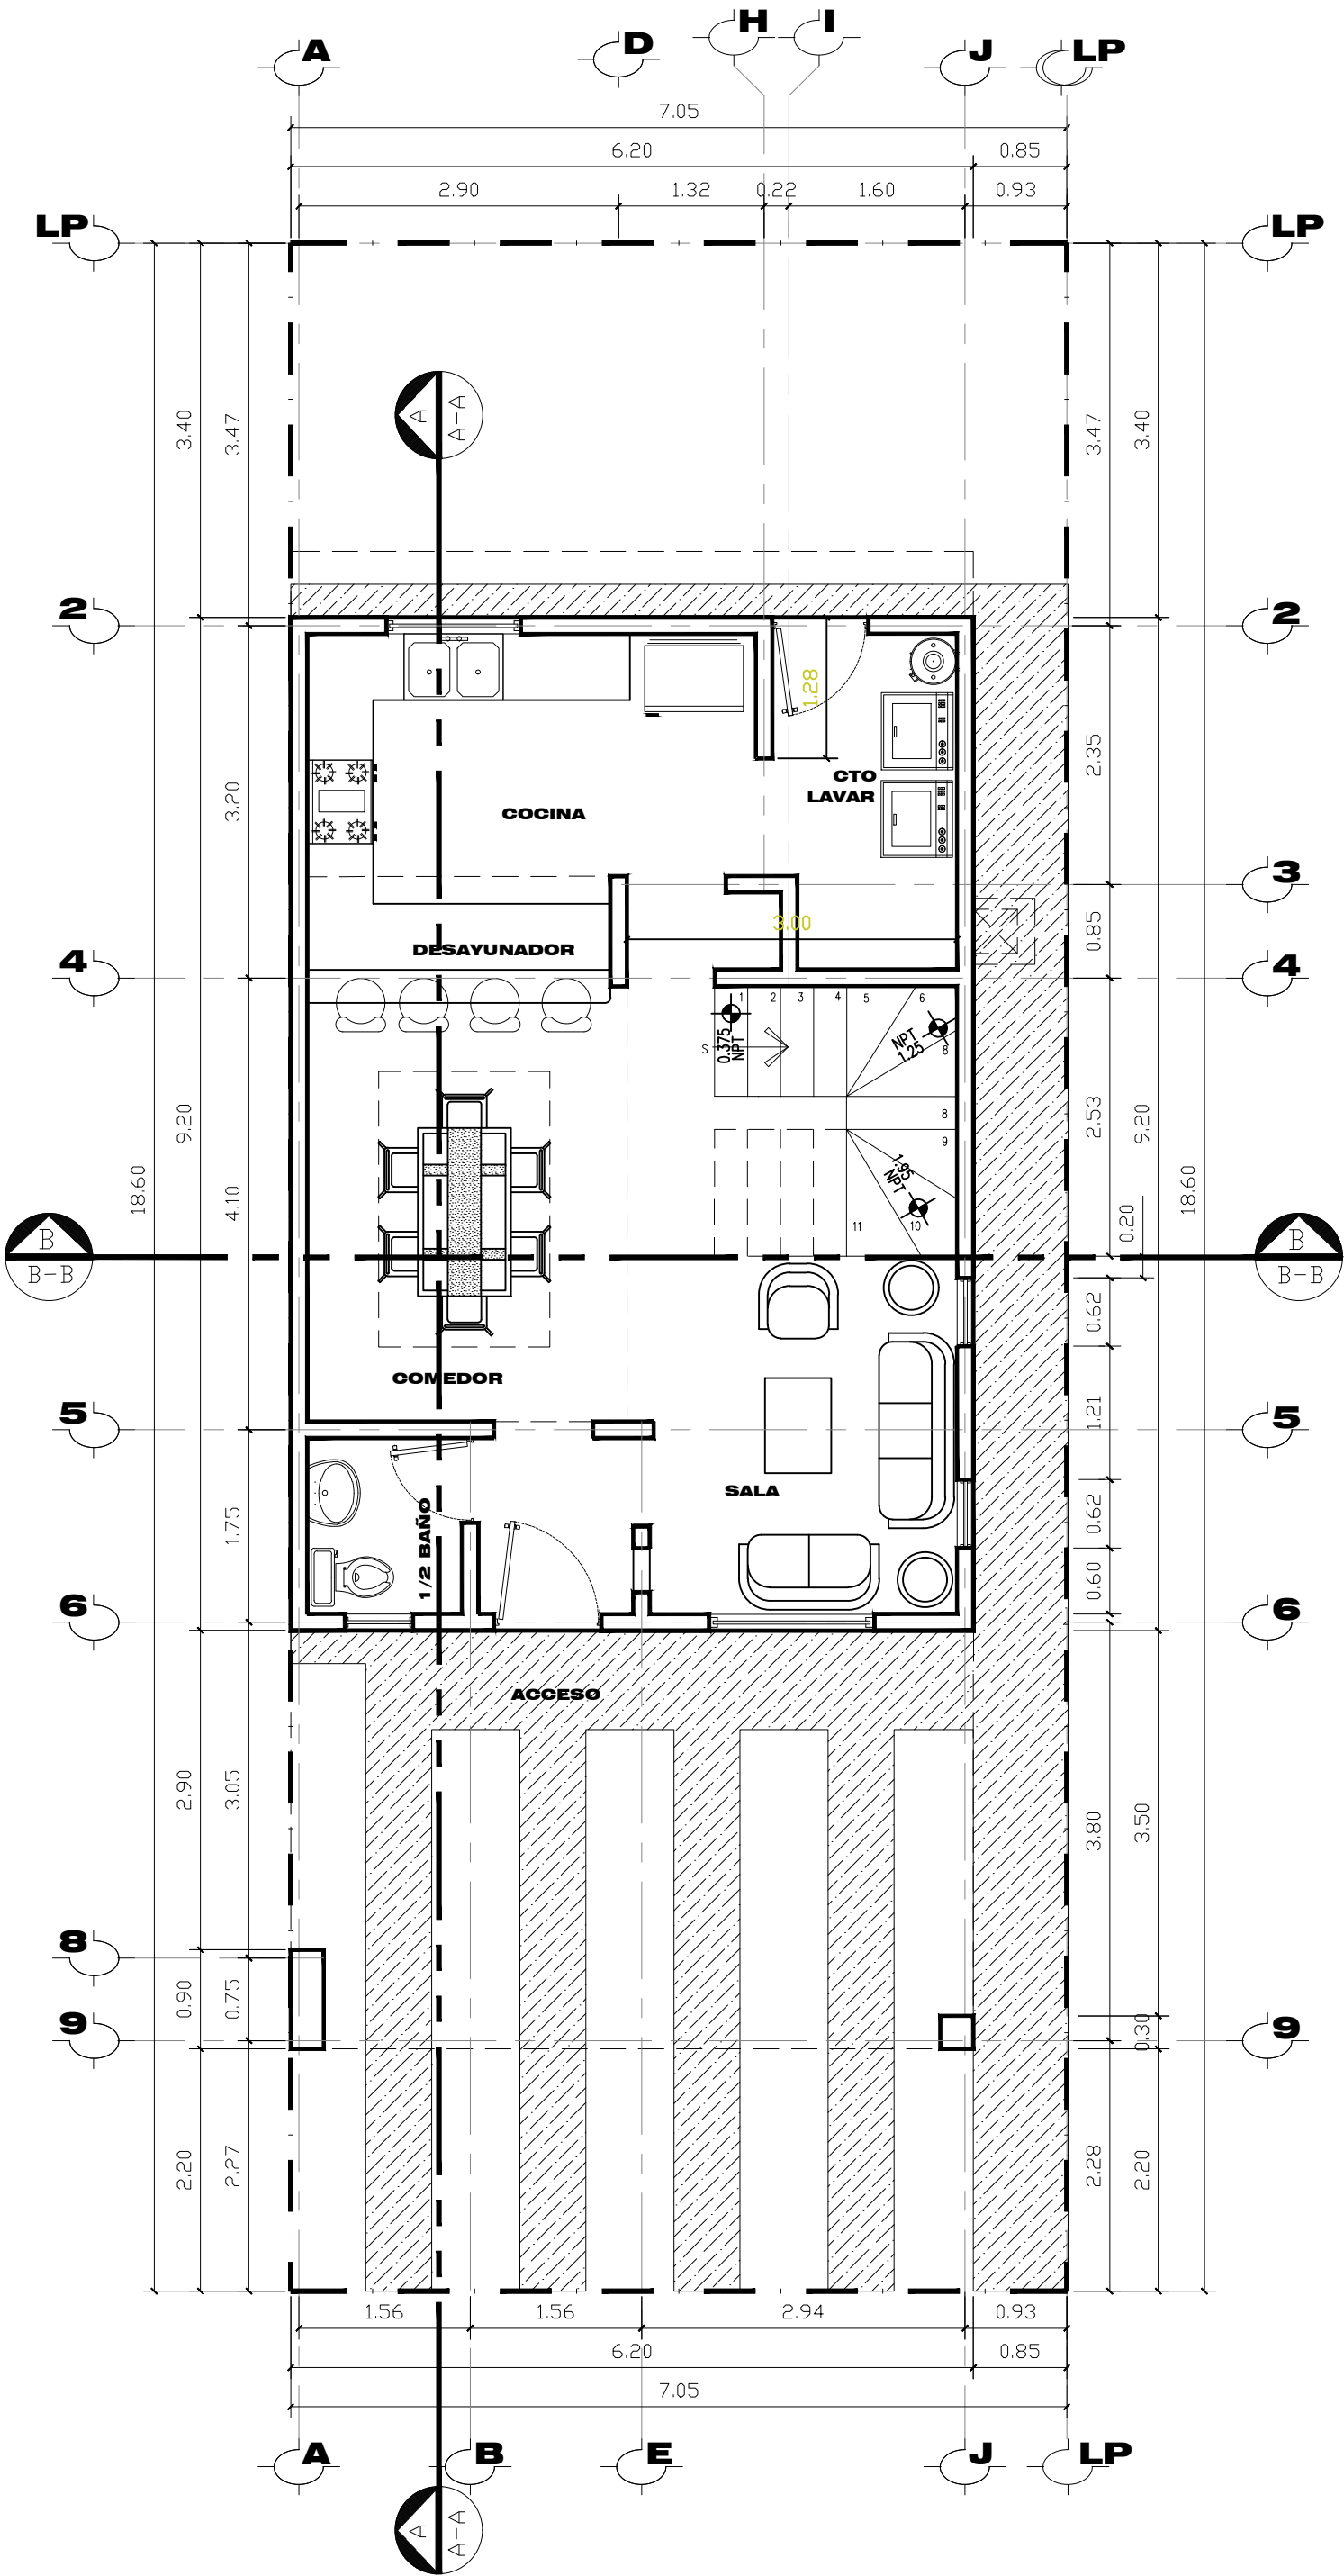 A D H I J LP
7.05
6.20 0.85
2.90 1.32 0.22 1.60 0.93
LP LP
3.40 3.47 3.47 3.40
A
A-A
2 2
1.28
3.20 2.35
CTO
LAVAR
COCINA
3
3.00
0.85
DESAYUNADOR
4 4
1 2 3 4 5 6
S
0.375
NPT
NPT
1.25
8
8
9
1.95
NPT
11 10
9.20 2.53 9.20
18.60 4.10 0.20 18.60
B B
B-B B-B
0.62
COMEDOR
5 5
1.21
SALA
1.75 0.62
1/2 BAÑO
0.60
6 6
ACCESO
2.90 3.05 3.80 3.50
8
0.90 0.75
9 0.30 9
2.20 2.27 2.28 2.20
1.56 1.56 2.94 0.93
6.20 0.85
7.05
A B E J LP
A
A-A